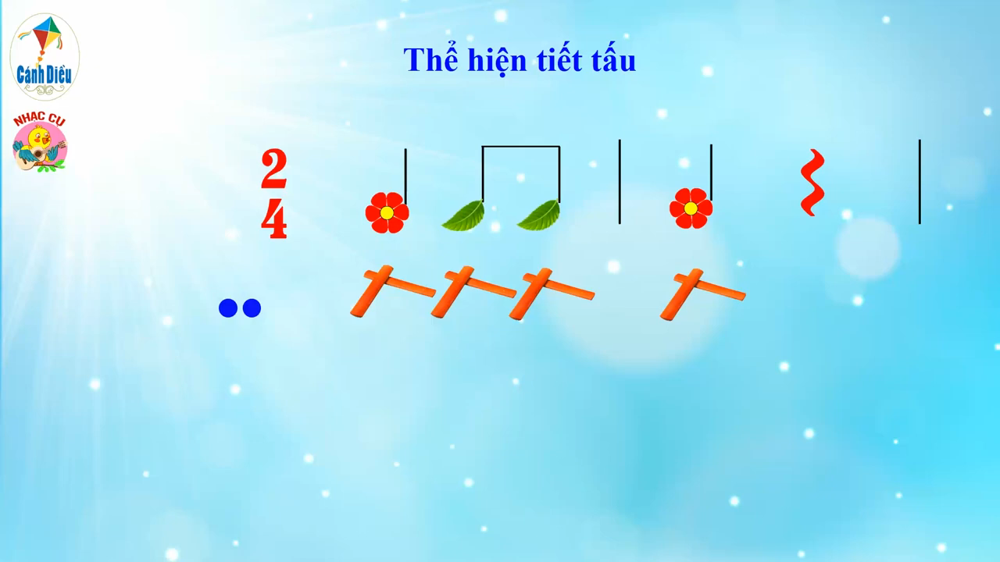 Thể hiện tiết tấu
Cánh Diều
NHẠC CỤ
2
4